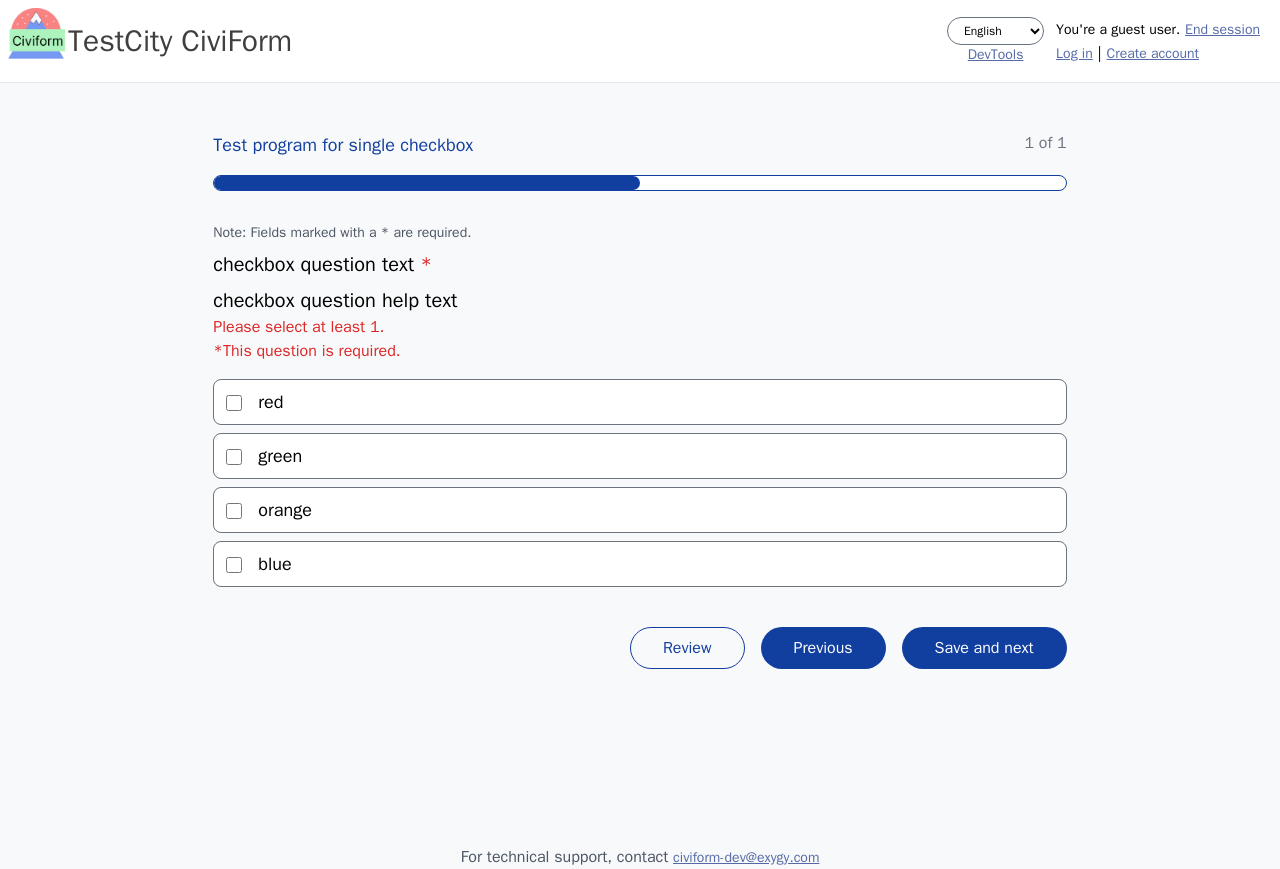 Civiform TestCity CiviForm
English
You're a guest user. End session
DevTools
Log in | Create account
Test program for single checkbox
1 of 1
Note: Fields marked with a * are required.
checkbox question text *
checkbox question help text
Please select at least 1.
*This question is required.
red
green
orange
blue
Review Previous Save and next
For technical support, contact civiform-dev@exygy.com